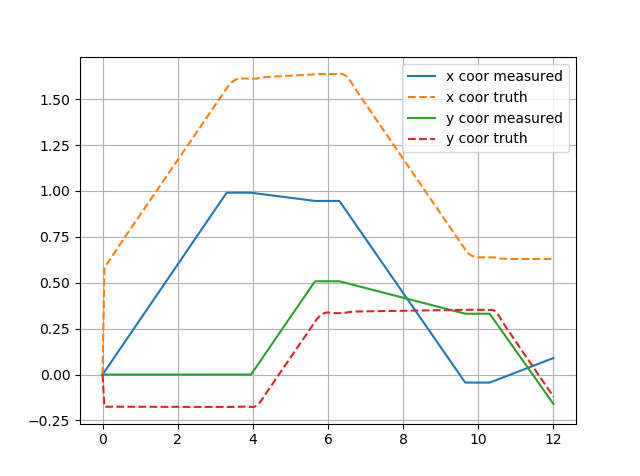 x coor measured
x coor truth
y coor measured
y coor truth
1.50
1.25
1.00
0.75
0.50
0.25
0.00
−0.25
0 2 4 6 8 10 12